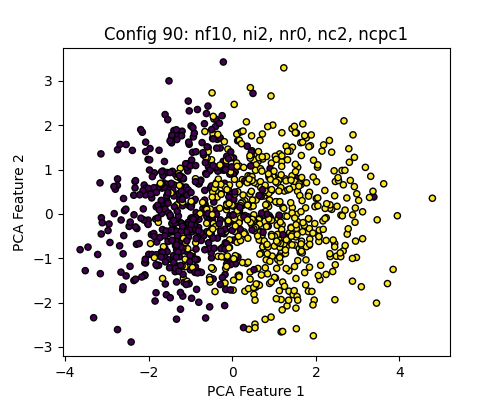 Config 90: nf10, ni2, nr0, nc2, ncpc1
3
2
1
0
−1
−2
−3
PCA Feature 2
−4 −2 0 2 4
PCA Feature 1